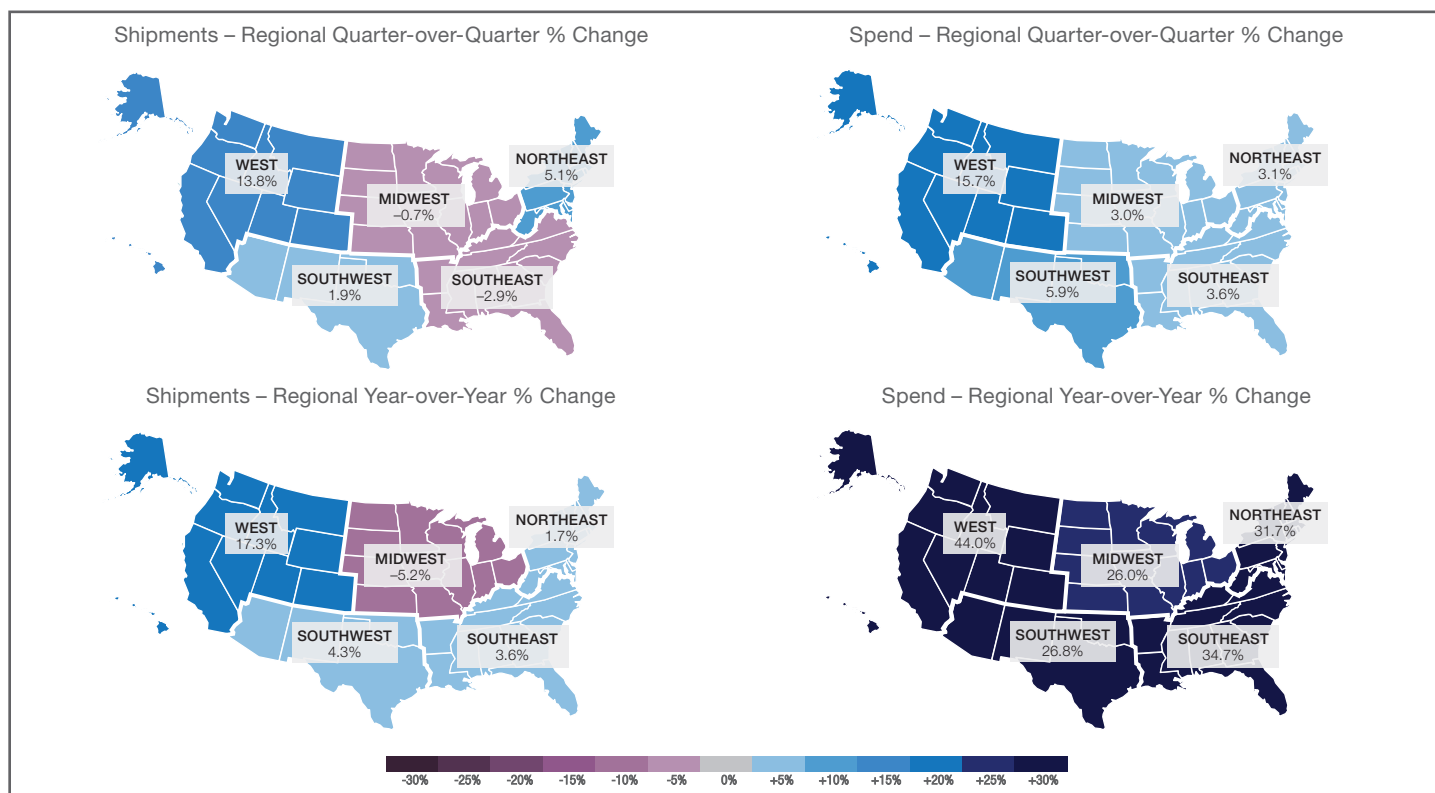 Shipments – Regional Quarter-over-Quarter % Change
WEST
13.8%
MIDWEST
–0.7%
NORTHEAST
5.1%
SOUTHWEST
1.9%
SOUTHEAST
–2.9%
Spend – Regional Quarter-over-Quarter % Change
WEST
15.7%
MIDWEST
3.0%
NORTHEAST
3.1%
SOUTHWEST
5.9%
SOUTHEAST
3.6%
Shipments – Regional Year-over-Year % Change
WEST
17.3%
MIDWEST
–5.2%
NORTHEAST
1.7%
SOUTHWEST
4.3%
SOUTHEAST
3.6%
Spend – Regional Year-over-Year % Change
WEST
44.0%
MIDWEST
26.0%
NORTHEAST
31.7%
SOUTHWEST
26.8%
SOUTHEAST
34.7%
-30% -25% -20% -15% -10% -5% 0% +5% +10% +15% +20% +25% +30%